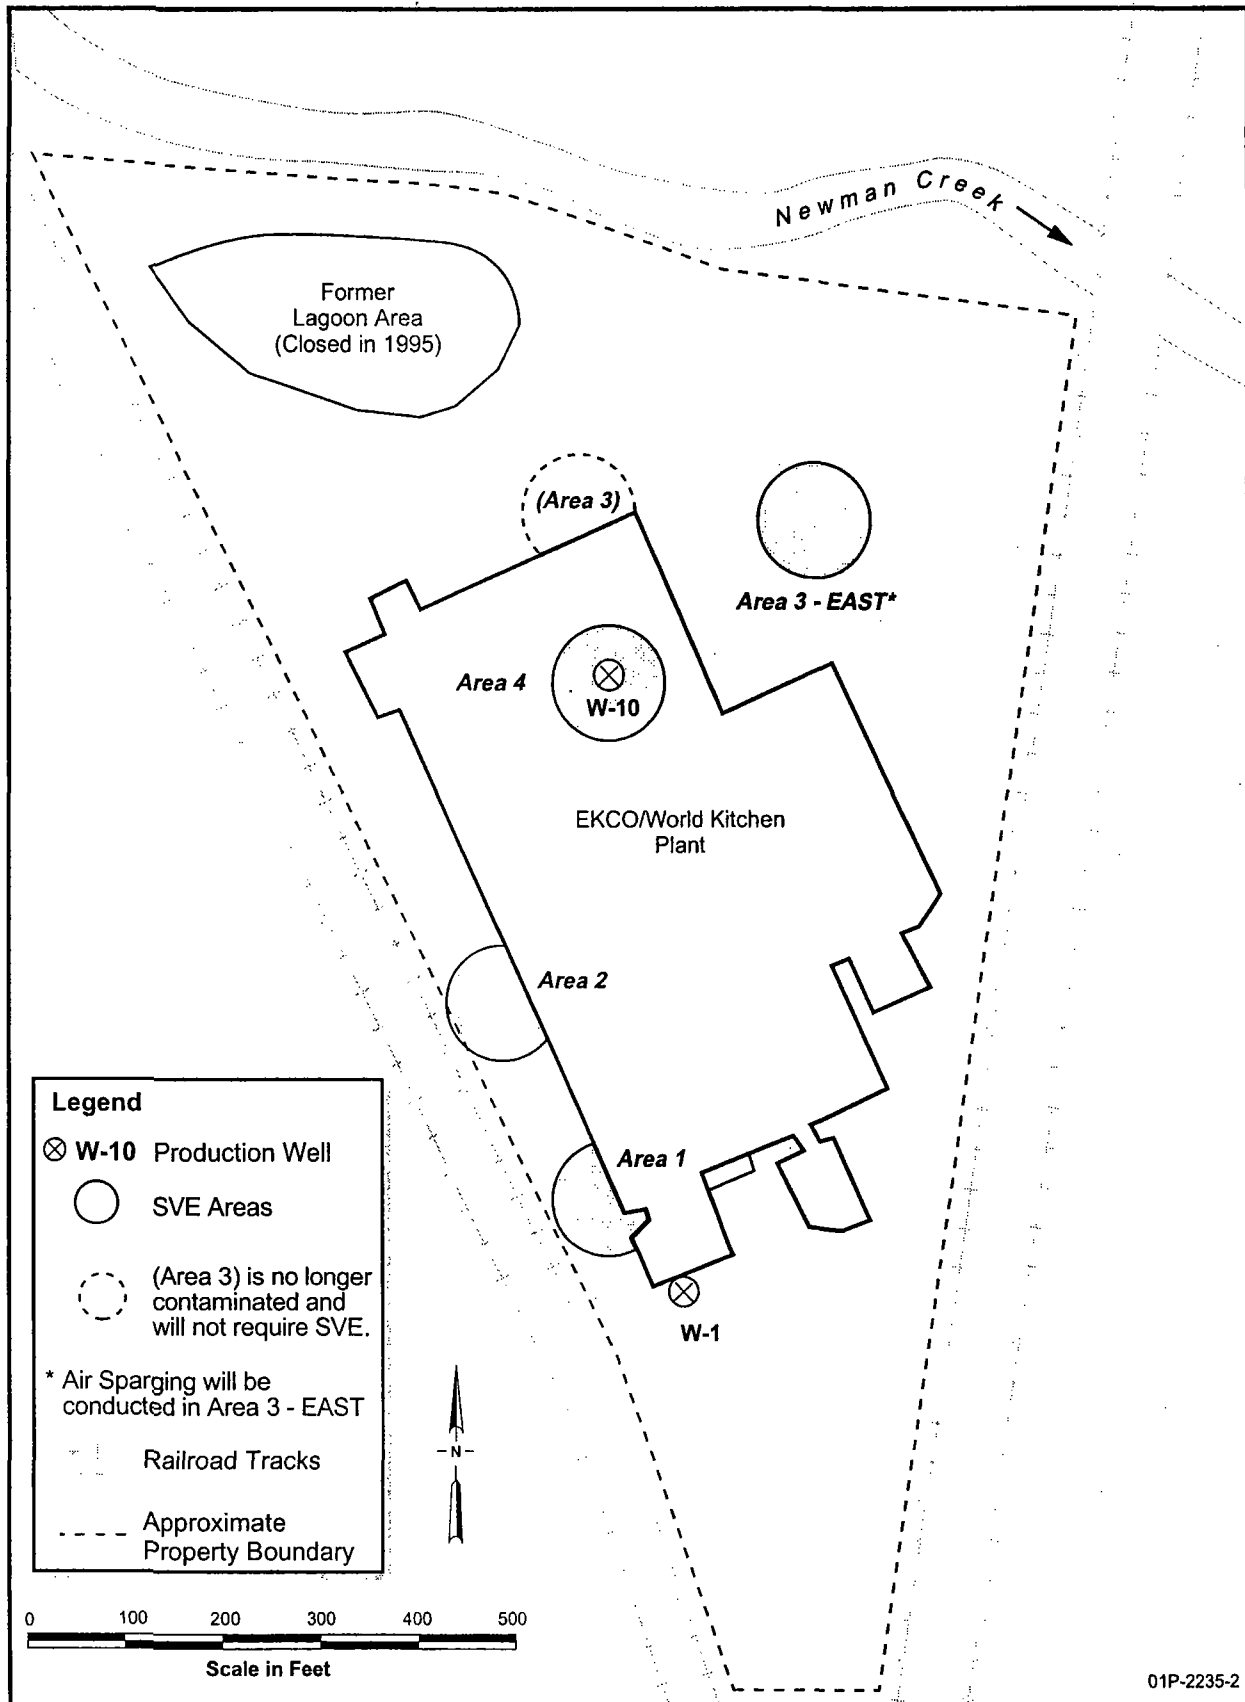 Newman Creek
Former
Lagoon Area
(Closed in 1995)
(Area 3)
Area 3 - EAST*
Area 4
W-10
EKCO/World Kitchen
Plant
Area 2
Area 1
W-1
Legend
W-10 Production Well
SVE Areas
(Area 3) is no longer
contaminated and
will not require SVE.
* Air Sparging will be
conducted in Area 3 - EAST
Railroad Tracks
Approximate
Property Boundary
-N-
0 100 200 300 400 500
Scale in Feet
01P-2235-2